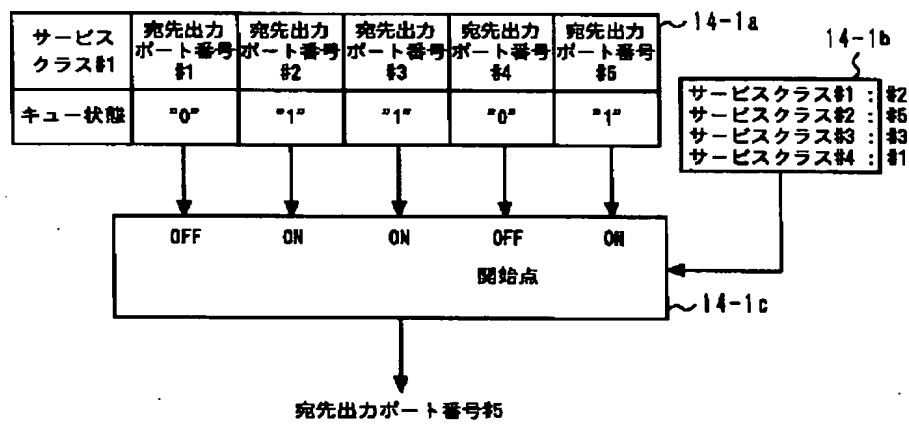 サービスクラス#1
宛先出力ポート番号#1
宛先出力ポート番号#2
宛先出力ポート番号#3
宛先出力ポート番号#4
宛先出力ポート番号#5
14-1a
キュー状態
"0"
"1"
"1"
"0"
"1"
14-1b
サービスクラス#1 : #2
サービスクラス#2 : #5
サービスクラス#3 : #3
サービスクラス#4 : #1
OFF
ON
ON
OFF
ON
開始点
14-1c
宛先出力ポート番号#5